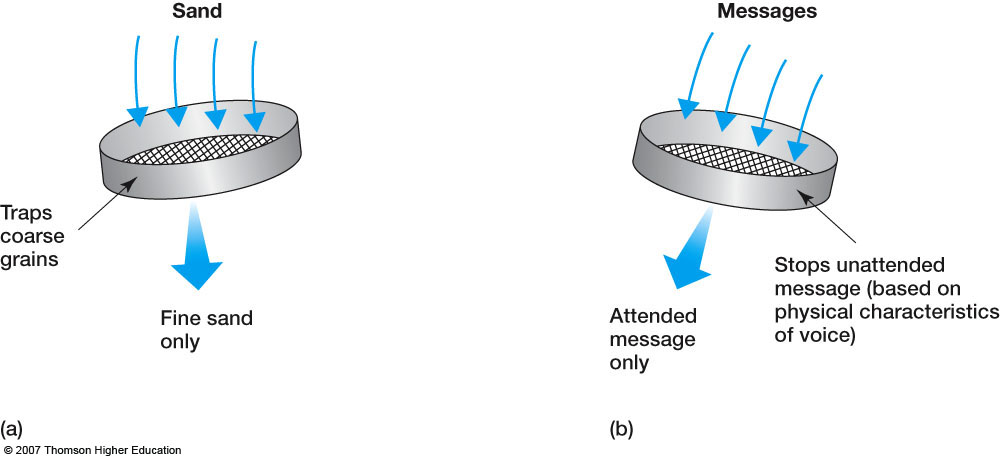 Sand
Traps
coarse
grains
Fine sand
only
(a)
© 2007 Thomson Higher Education
Messages
Attended
message
only
Stops unattended
message (based on
physical characteristics
of voice)
(b)